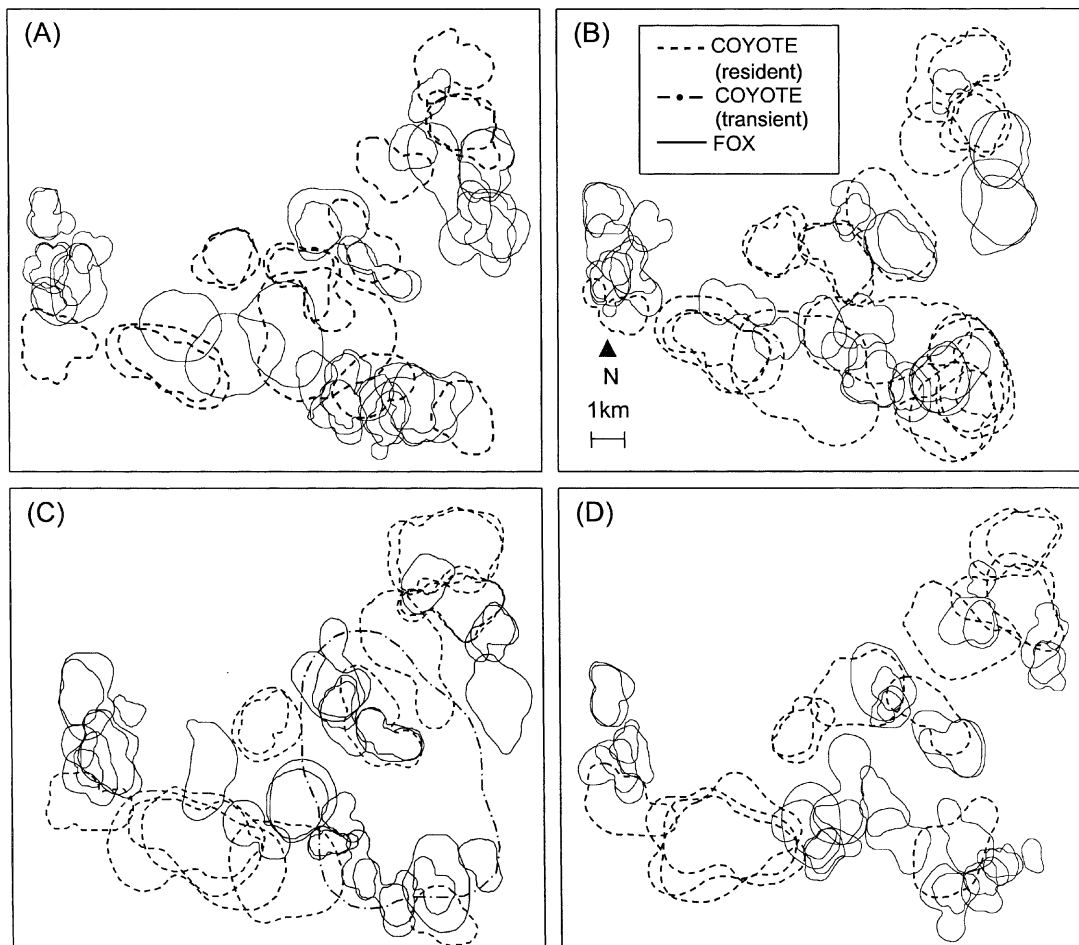 (A)
(B)
COYOTE
(resident)
COYOTE
(transient)
FOX
N
1km
(C)
(D)